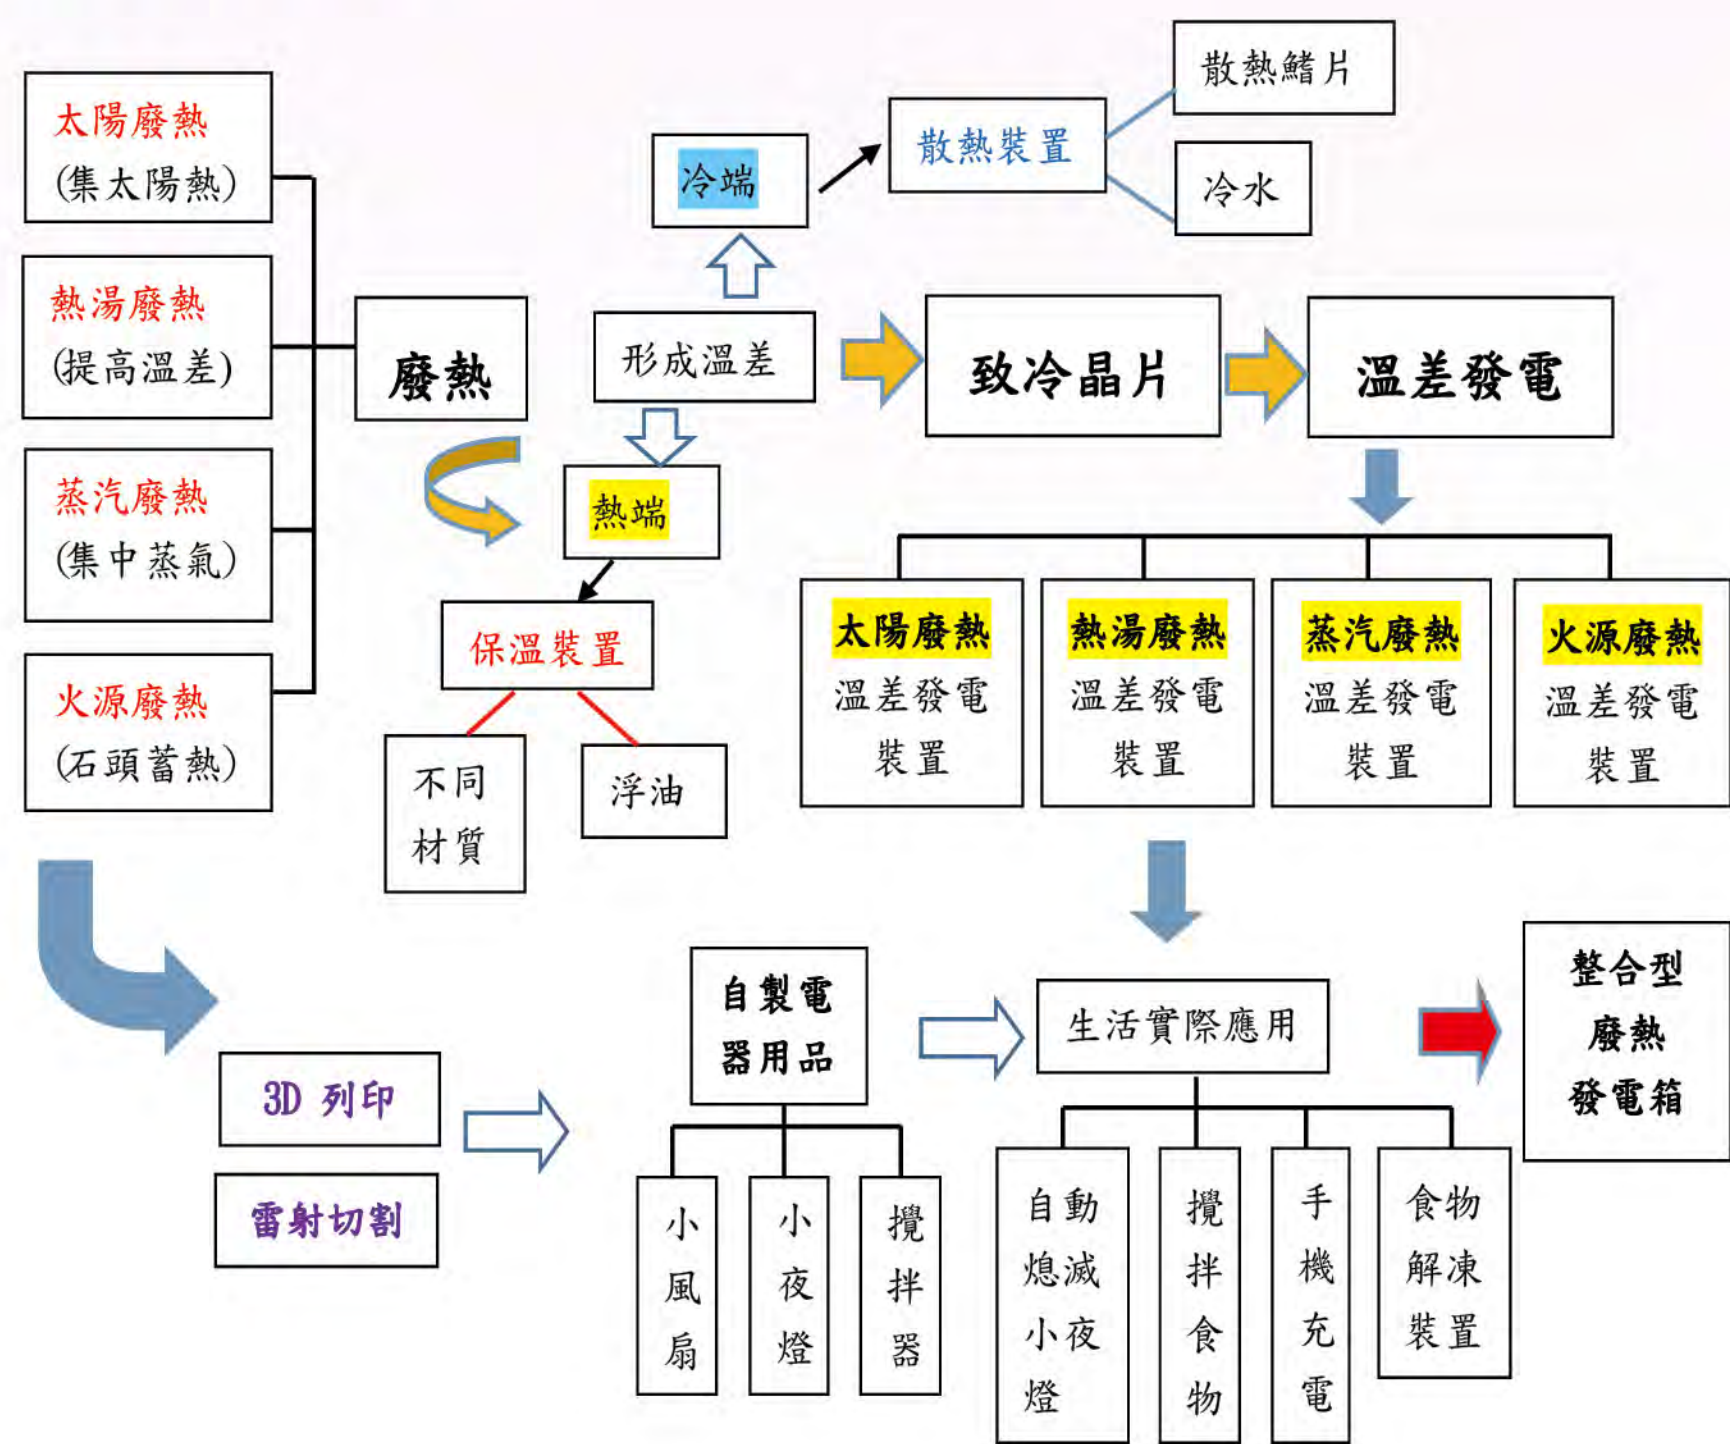 太陽廢熱
(集太陽熱)
熱湯廢熱
(提高溫差)
蒸汽廢熱
(集中蒸氣)
火源廢熱
(石頭蓄熱)
廢熱
冷端
形成溫差
熱端
散熱裝置
散熱鰭片
冷水
保溫裝置
不同
材質
浮油
致冷晶片
溫差發電
太陽廢熱
溫差發電
裝置
熱湯廢熱
溫差發電
裝置
蒸汽廢熱
溫差發電
裝置
火源廢熱
溫差發電
裝置
3D 列印
雷射切割
自製電
器用品
小
風
扇
小
夜
燈
攪
拌
器
生活實際應用
自動
熄滅
小夜
燈
攪
拌
食
物
手
機
充
電
食物
解凍
裝置
整合型
廢熱
發電箱